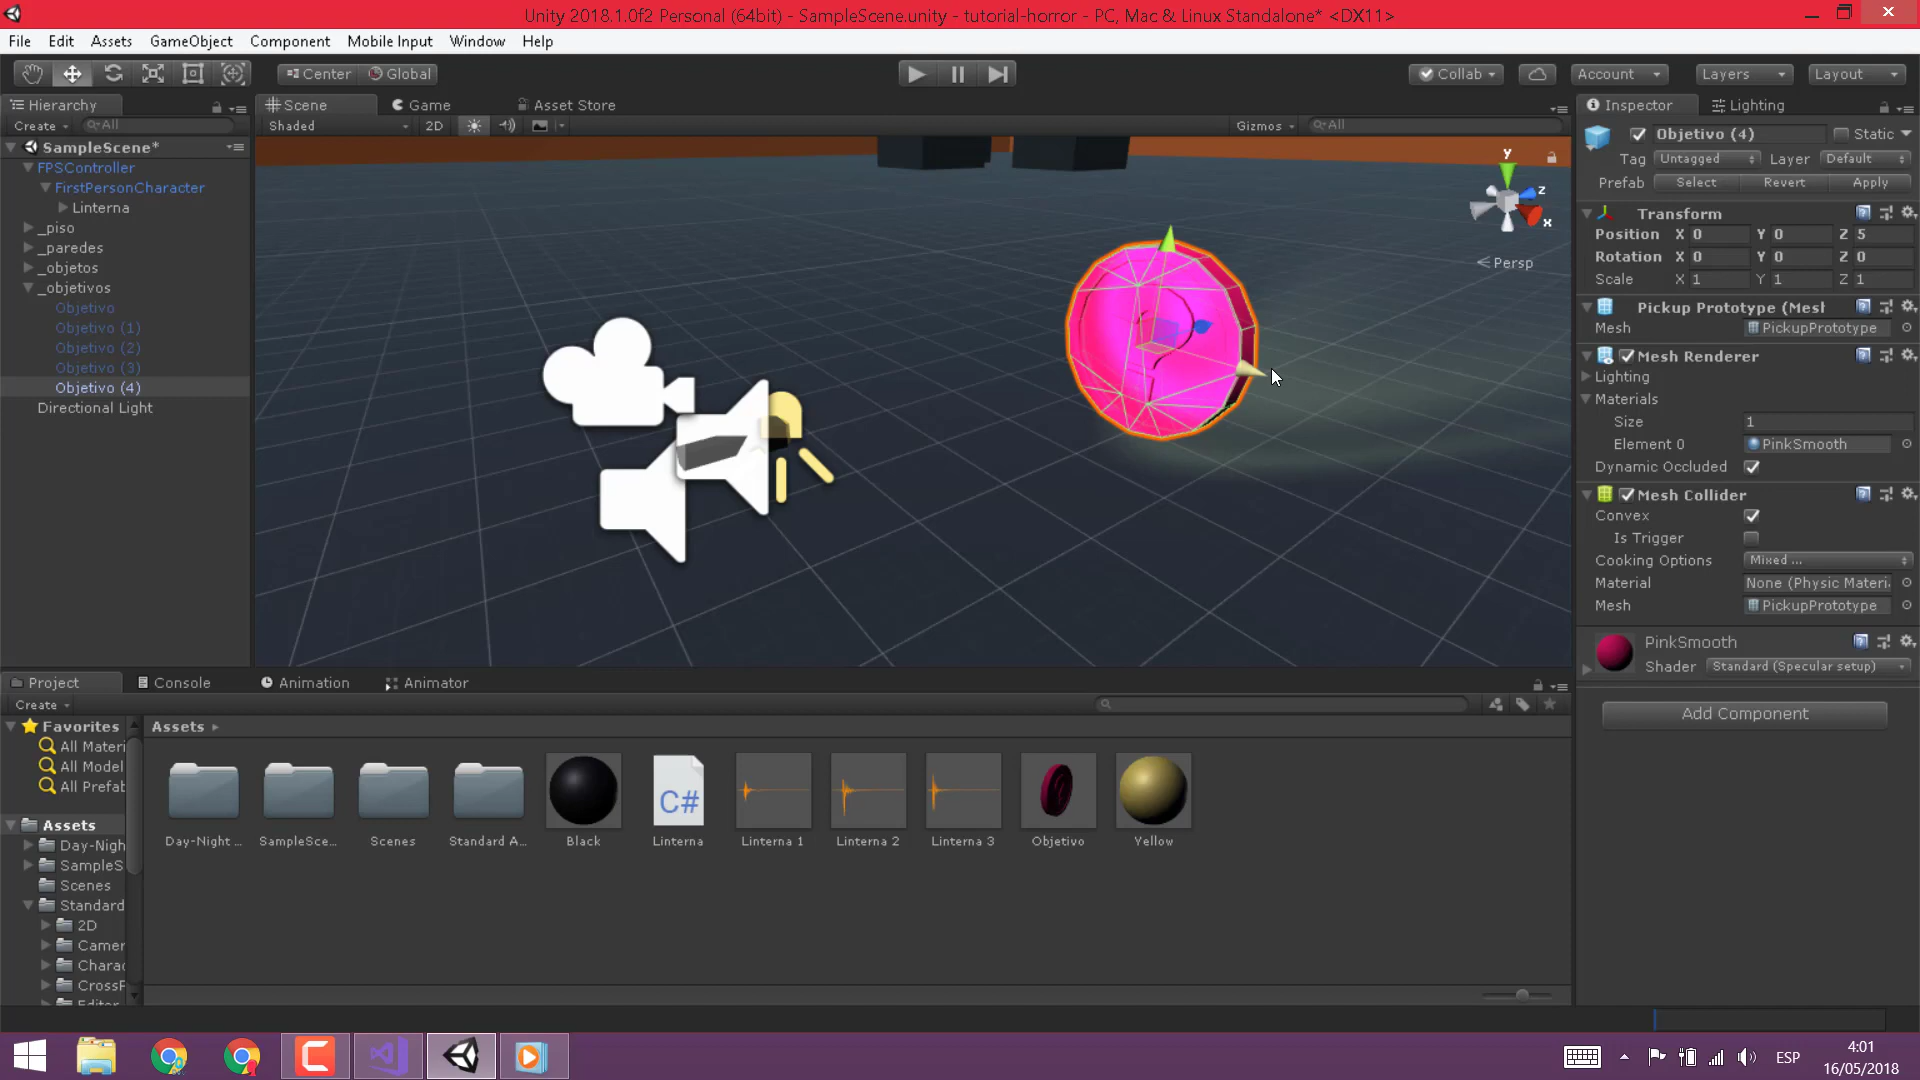 Unity 2018.1.0f2 Personal (64bit) - SampleScene.unity - tutorial-horror - PC, Mac & Linux Standalone* <DX11>
File Edit Assets GameObject Component Mobile Input Window Help
Center Global
Collab Account Layers Layout
Hierarchy
Create All
SampleScene*
FPSController
FirstPersonCharacter
Linterna
_piso
_paredes
_objetos
_objetivos
Objetivo
Objetivo (1)
Objetivo (2)
Objetivo (3)
Objetivo (4)
Directional Light
Scene Game Asset Store
Shaded 2D Gizmos All
y
z
x
Persp
Inspector Lighting
Objetivo (4) Static
Tag Untagged Layer Default
Prefab Select Revert Apply
Transform
Position X 0 Y 0 Z 5
Rotation X 0 Y 0 Z 0
Scale X 1 Y 1 Z 1
Pickup Prototype (Mesh
Mesh PickupPrototype
Mesh Renderer
Lighting
Materials
Size 1
Element 0 PinkSmooth
Dynamic Occluded
Mesh Collider
Convex
Is Trigger
Cooking Options Mixed ...
Material None (Physic Materi
Mesh PickupPrototype
PinkSmooth
Shader Standard (Specular setup)
Add Component
Project Console Animation Animator
Create
Favorites
All Materi
All Model
All Prefab
Assets
Day-Nigh
SampleS
Scenes
Standard
2D
Camer
Charac
CrossP
Editor
Assets
Day-Night ... SampleSce... Scenes Standard A... Black Linterna Linterna 1 Linterna 2 Linterna 3 Objetivo Yellow
C#
ESP
4:01
16/05/2018